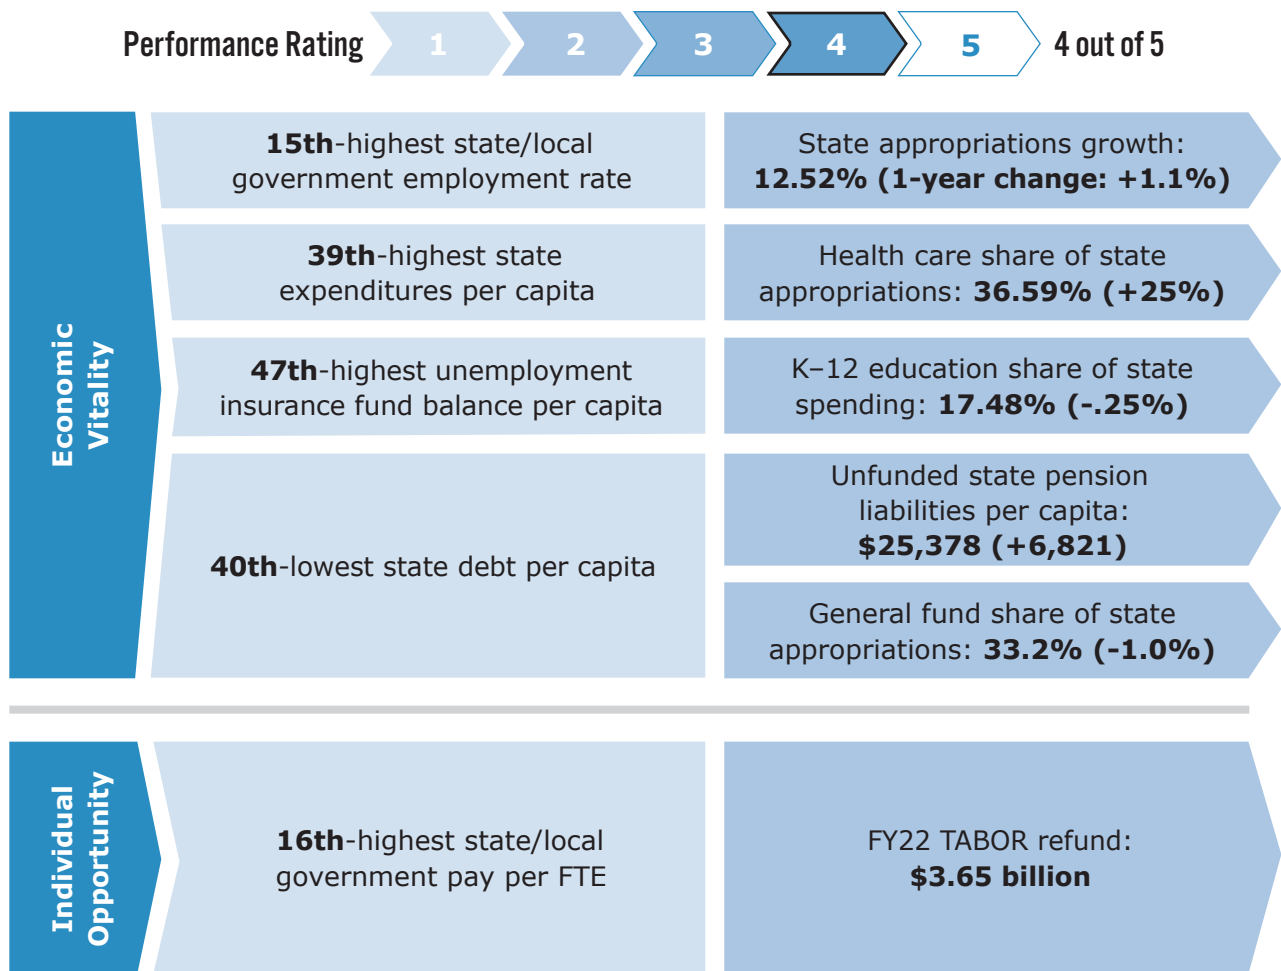 Performance Rating 1 2 3 4 5 4 out of 5
Economic
Vitality
15th-highest state/local
government employment rate
State appropriations growth:
12.52% (1-year change: +1.1%)
39th-highest state
expenditures per capita
Health care share of state
appropriations: 36.59% (+25%)
47th-highest unemployment
insurance fund balance per capita
K–12 education share of state
spending: 17.48% (-.25%)
40th-lowest state debt per capita
Unfunded state pension
liabilities per capita:
$25,378 (+6,821)
General fund share of state
appropriations: 33.2% (-1.0%)
Individual
Opportunity
16th-highest state/local
government pay per FTE
FY22 TABOR refund:
$3.65 billion